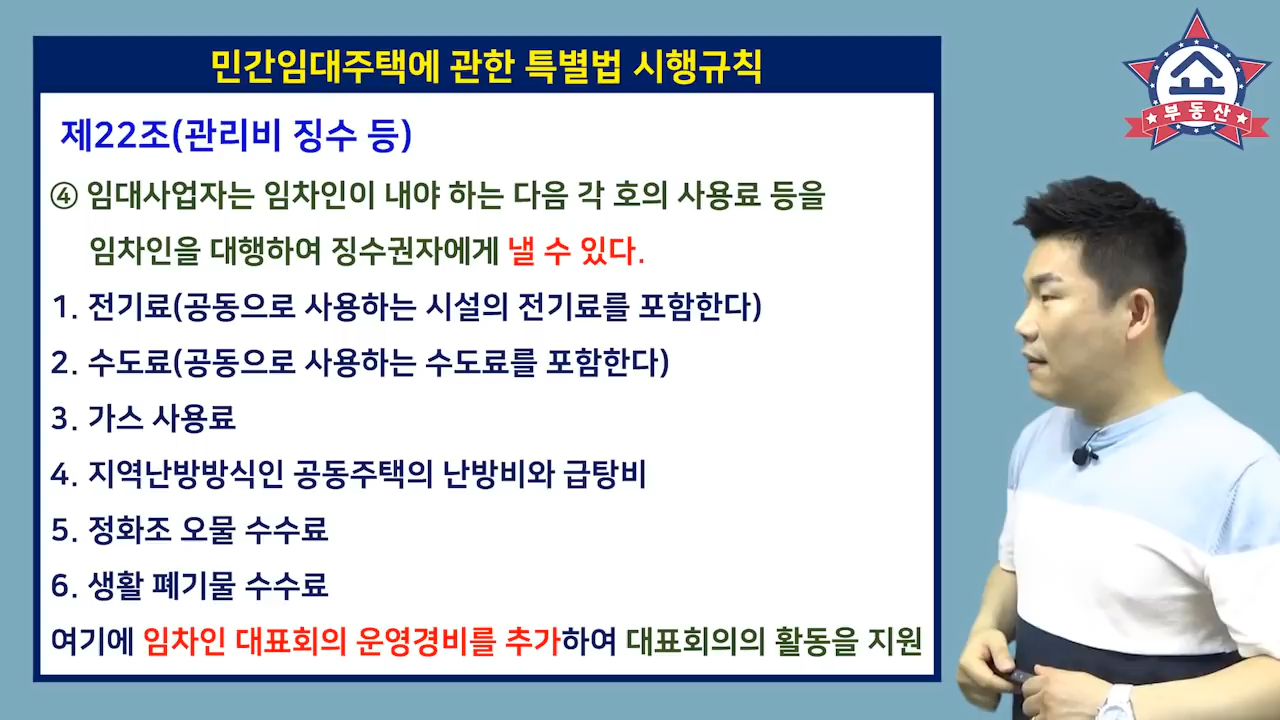 민간임대주택에 관한 특별법 시행규칙
부동산
제22조(관리비 징수 등)
④ 임대사업자는 임차인이 내야 하는 다음 각 호의 사용료 등을
임차인을 대행하여 징수권자에게 낼 수 있다.
1. 전기료(공동으로 사용하는 시설의 전기료를 포함한다)
2. 수도료(공동으로 사용하는 수도료를 포함한다)
3. 가스 사용료
4. 지역난방방식인 공동주택의 난방비와 급탕비
5. 정화조 오물 수수료
6. 생활 폐기물 수수료
여기에 임차인 대표회의 운영경비를 추가하여 대표회의의 활동을 지원